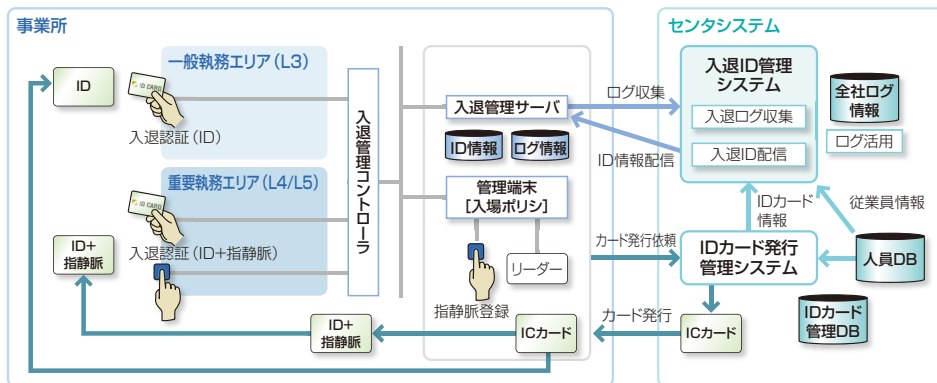 事業所
一般執務エリア（L3）
ID CARD
入退認証（ID）
ID
重要執務エリア（L4/L5）
ID CARD
入退認証（ID+指静脈）
ID+
指静脈
入退管理コントローラ
入退管理サーバ
ID情報
ログ情報
管理端末
［入場ポリシ］
リーダー
指静脈登録
ID+
指静脈
ICカード
ログ収集
ID情報配信
カード発行依頼
カード発行
センタシステム
入退ID管理
システム
入退ログ収集
入退ID配信
全社ログ
情報
ログ活用
IDカード
情報
従業員情報
IDカード発行
管理システム
人員DB
ICカード
IDカード
管理DB